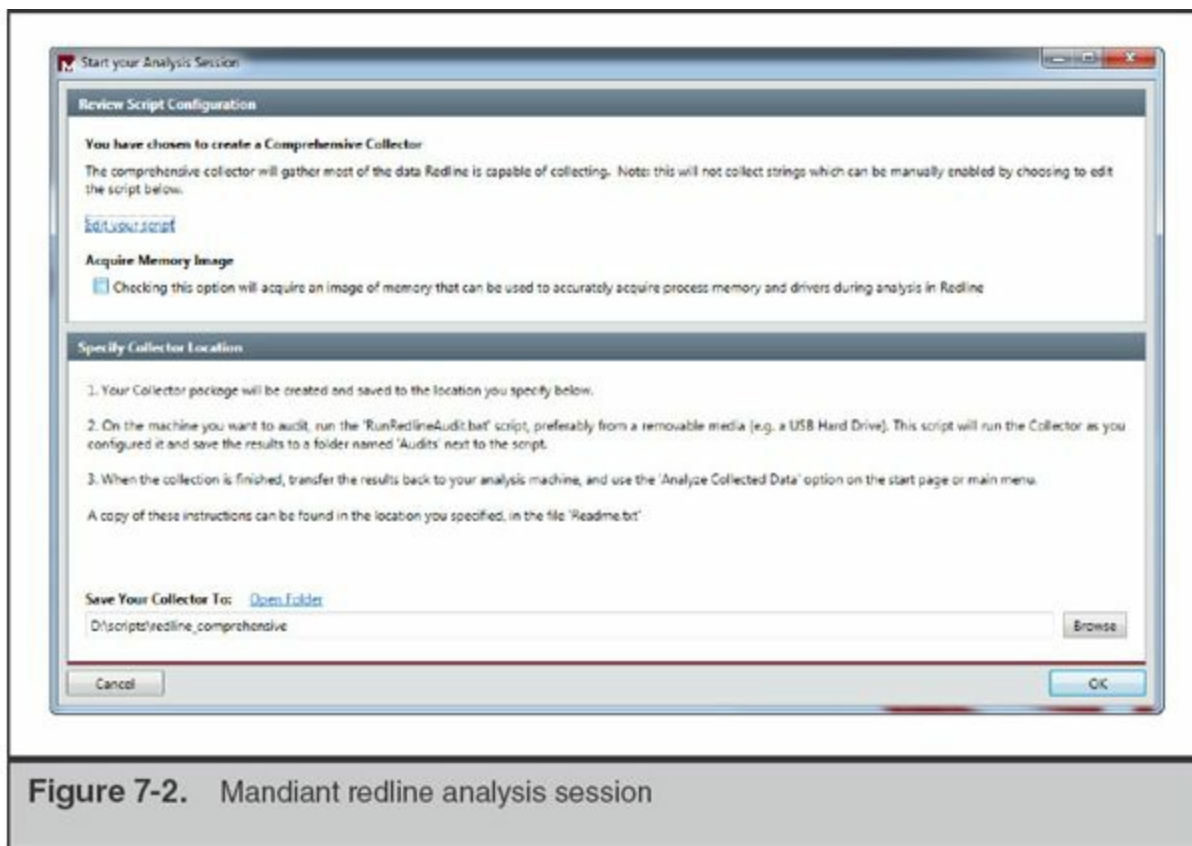 Start your Analysis Session
Review Script Configuration
You have chosen to create a Comprehensive Collector
The comprehensive collector will gather most of the data Redline is capable of collecting. Note: this will not collect strings which can be manually enabled by choosing to edit
the script below.
Edit your script
Acquire Memory Image
Checking this option will acquire an image of memory that can be used to accurately acquire process memory and drivers during analysis in Redline
Specify Collector Location
1. Your Collector package will be created and saved to the location you specify below.
2. On the machine you want to audit, run the 'RunRedlineAudit.bat' script, preferably from a removable media (e.g. a USB Hard Drive). This script will run the Collector as you
configured it and save the results to a folder named 'Audits' next to the script.
3. When the collection is finished, transfer the results back to your analysis machine, and use the 'Analyze Collected Data' option on the start page or main menu.
A copy of these instructions can be found in the location you specified, in the file 'Readme.txt'
Save Your Collector To: Open Folder
D:\scripts\redline_comprehensive
Browse
Cancel
OK
Figure 7-2. Mandiant redline analysis session